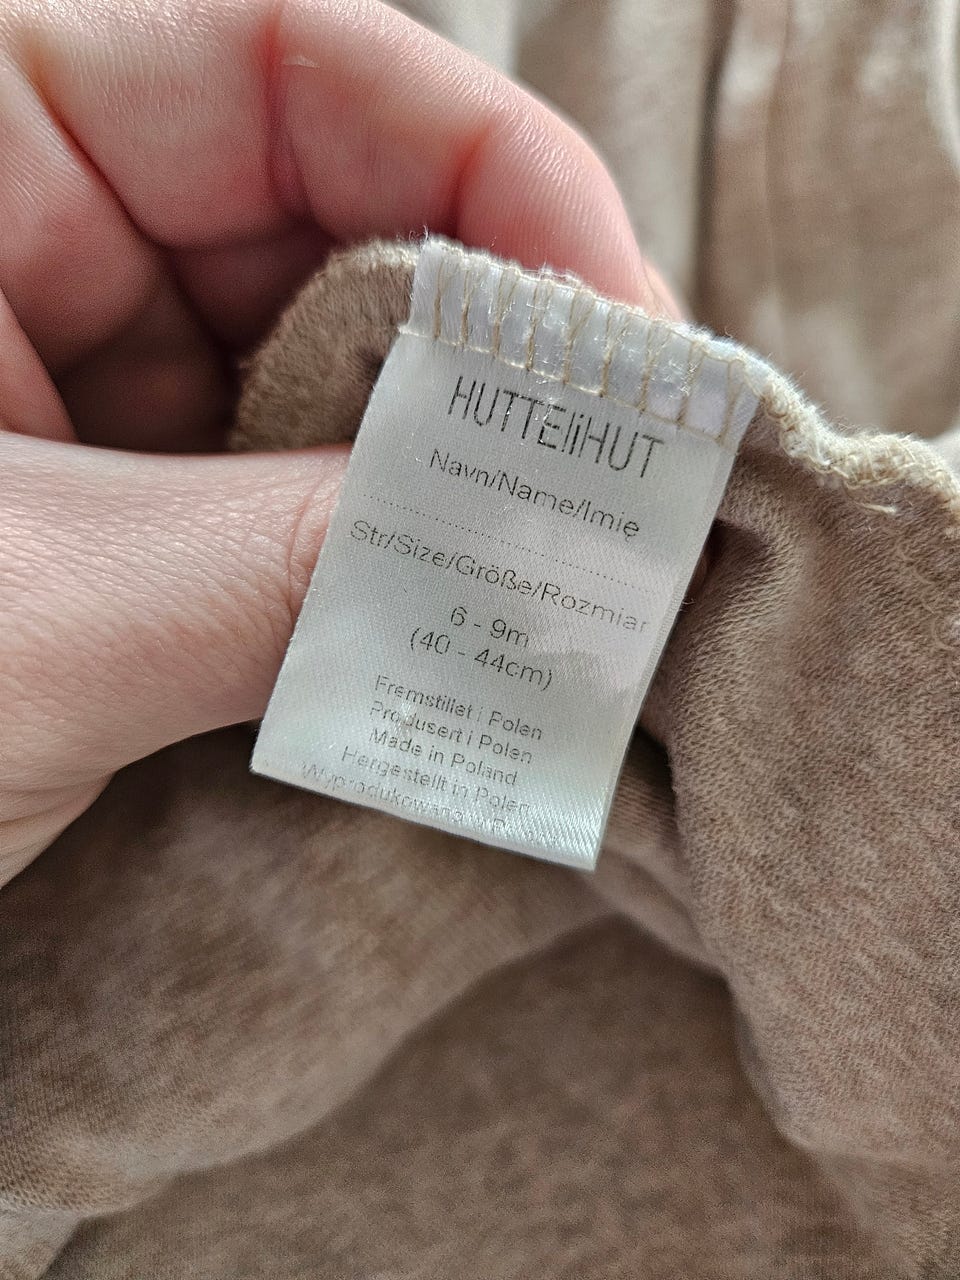 HUTTEliHUT
Navn/Name/Imię
Str/Size/Größe/Rozmiar
6 - 9m
(40 - 44cm)
Fremstillet i Polen
Produsert i Polen
Made in Poland
Hergestellt in Polen
Wyprodukowano w